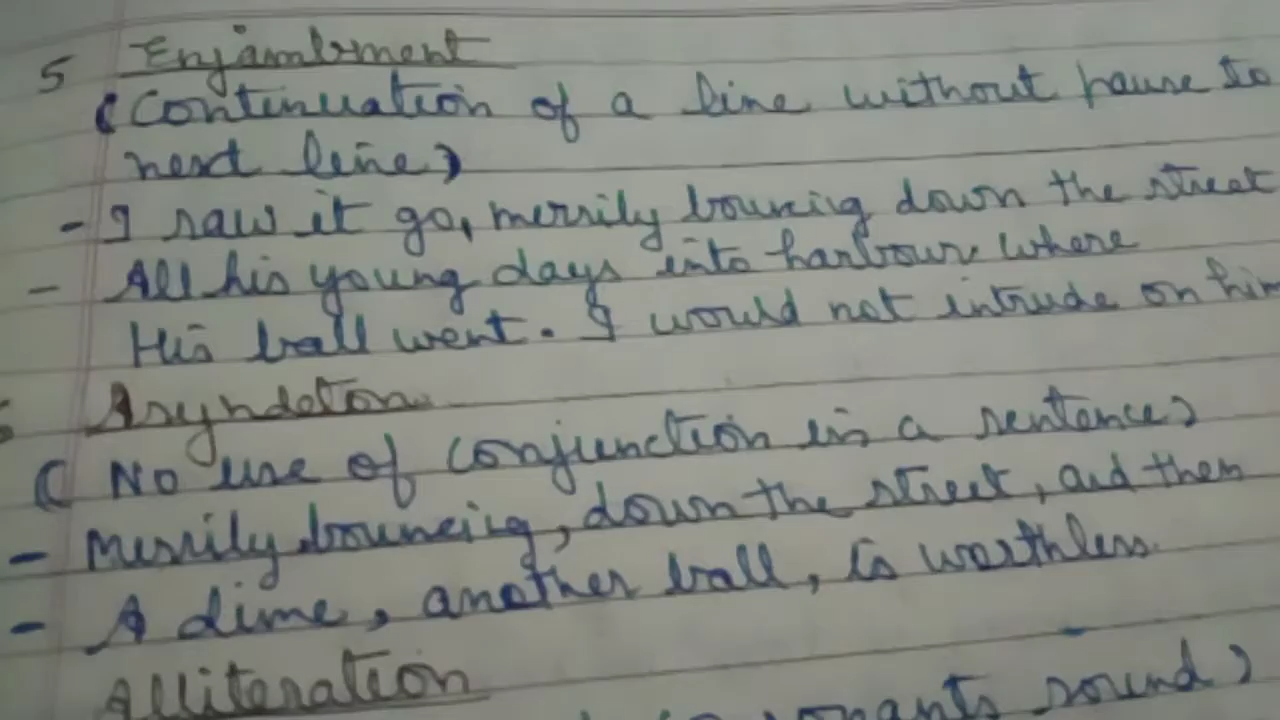 5 Enjambment
(Continuation of a line without pause to
next line)
- I saw it go, merrily bouncing down the street
- All his young days into harbour where
His ball went. I would not intrude on him
Asyndeton
( No use of conjunction in a sentence)
- Merrily bouncing, down the street, and then
- A dime, another ball, is worthless.
Alliteration
sound)